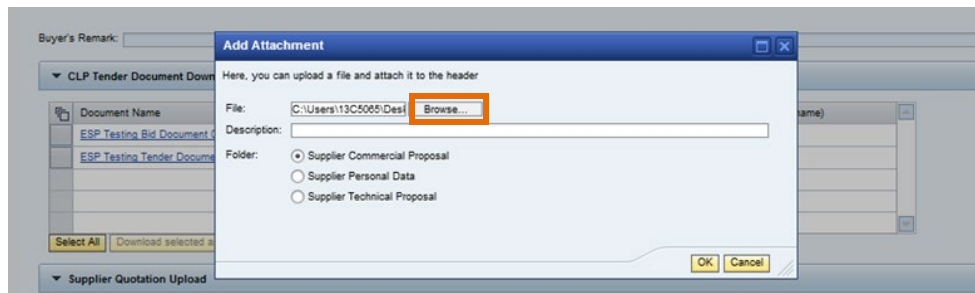 Buyer's Remark:
Add Attachment
CLP Tender Document Down
Here, you can upload a file and attach it to the header
File: C:\Users\13C5065\Desk Browse...
Document Name
ame)
Description:
ESP Testing Bid Document
ESP Testing Tender Docume
Folder: Supplier Commercial Proposal
Supplier Personal Data
Supplier Technical Proposal
Select All Download selected a
OK Cancel
Supplier Quotation Upload